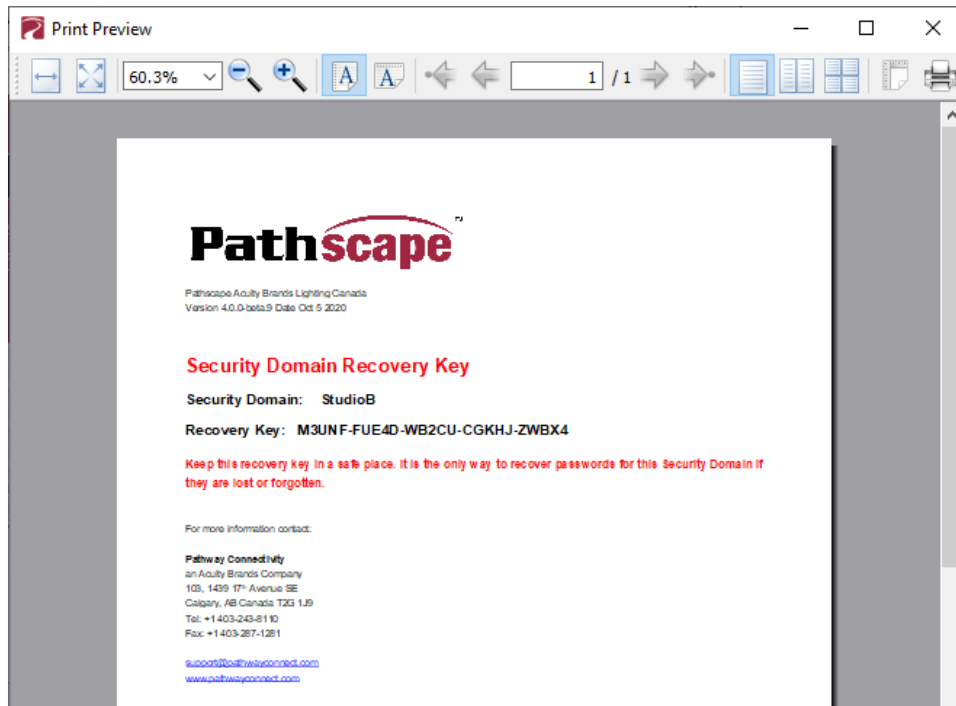 Print Preview
60.3%
1 / 1
Pathscape
Pathscape Acuity Brands Lighting Canada
Version 4.0.0-beta.9 Date Oct 5 2020
Security Domain Recovery Key
Security Domain: StudioB
Recovery Key: M3UNF-FUE4D-WB2CU-CGKHJ-ZWBX4
Keep this recovery key in a safe place. It is the only way to recover passwords for this Security Domain if
they are lost or forgotten.
For more information contact:
Pathway Connectivity
an Acuity Brands Company
103, 1439 17th Avenue SE
Calgary, AB Canada T2G 1J9
Tel: +1 403-243-8110
Fax: +1 403-287-1281
support@pathwayconnect.com
www.pathwayconnect.com